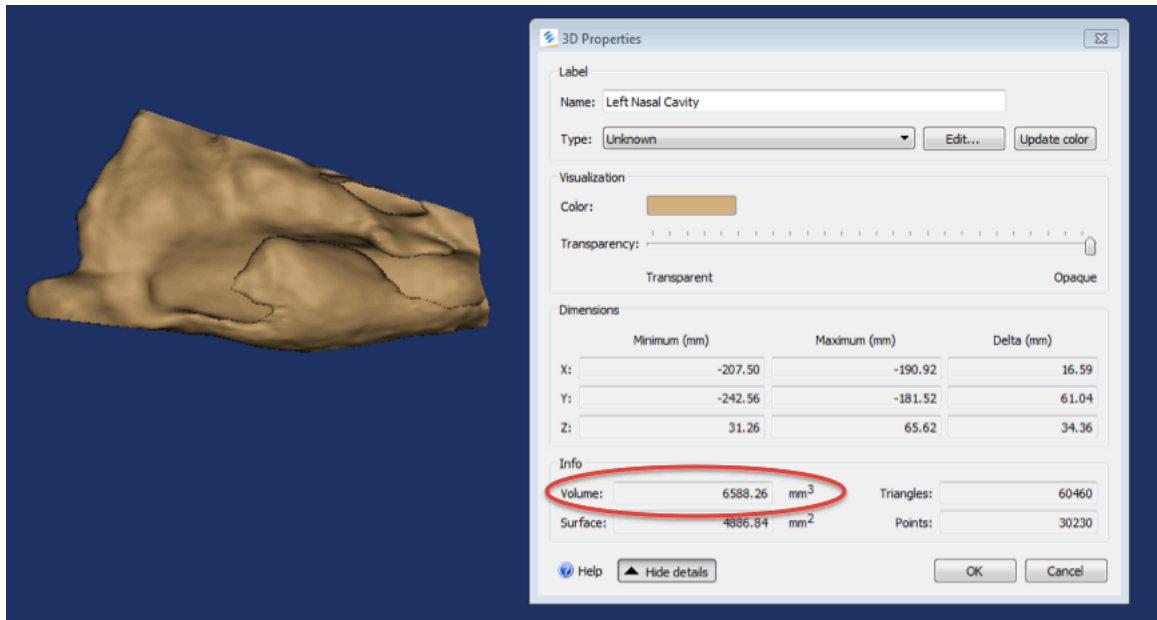 3D Properties
Label
Name: Left Nasal Cavity
Type: Unknown Edit... Update color
Visualization
Color:
Transparency:
Transparent Opaque
Dimensions
Minimum (mm) Maximum (mm) Delta (mm)
X: -207.50 -190.92 16.59
Y: -242.56 -181.52 61.04
Z: 31.26 65.62 34.36
Info
Volume: 6588.26 mm3 Triangles: 60460
Surface: 4886.84 mm2 Points: 30230
Help Hide details OK Cancel